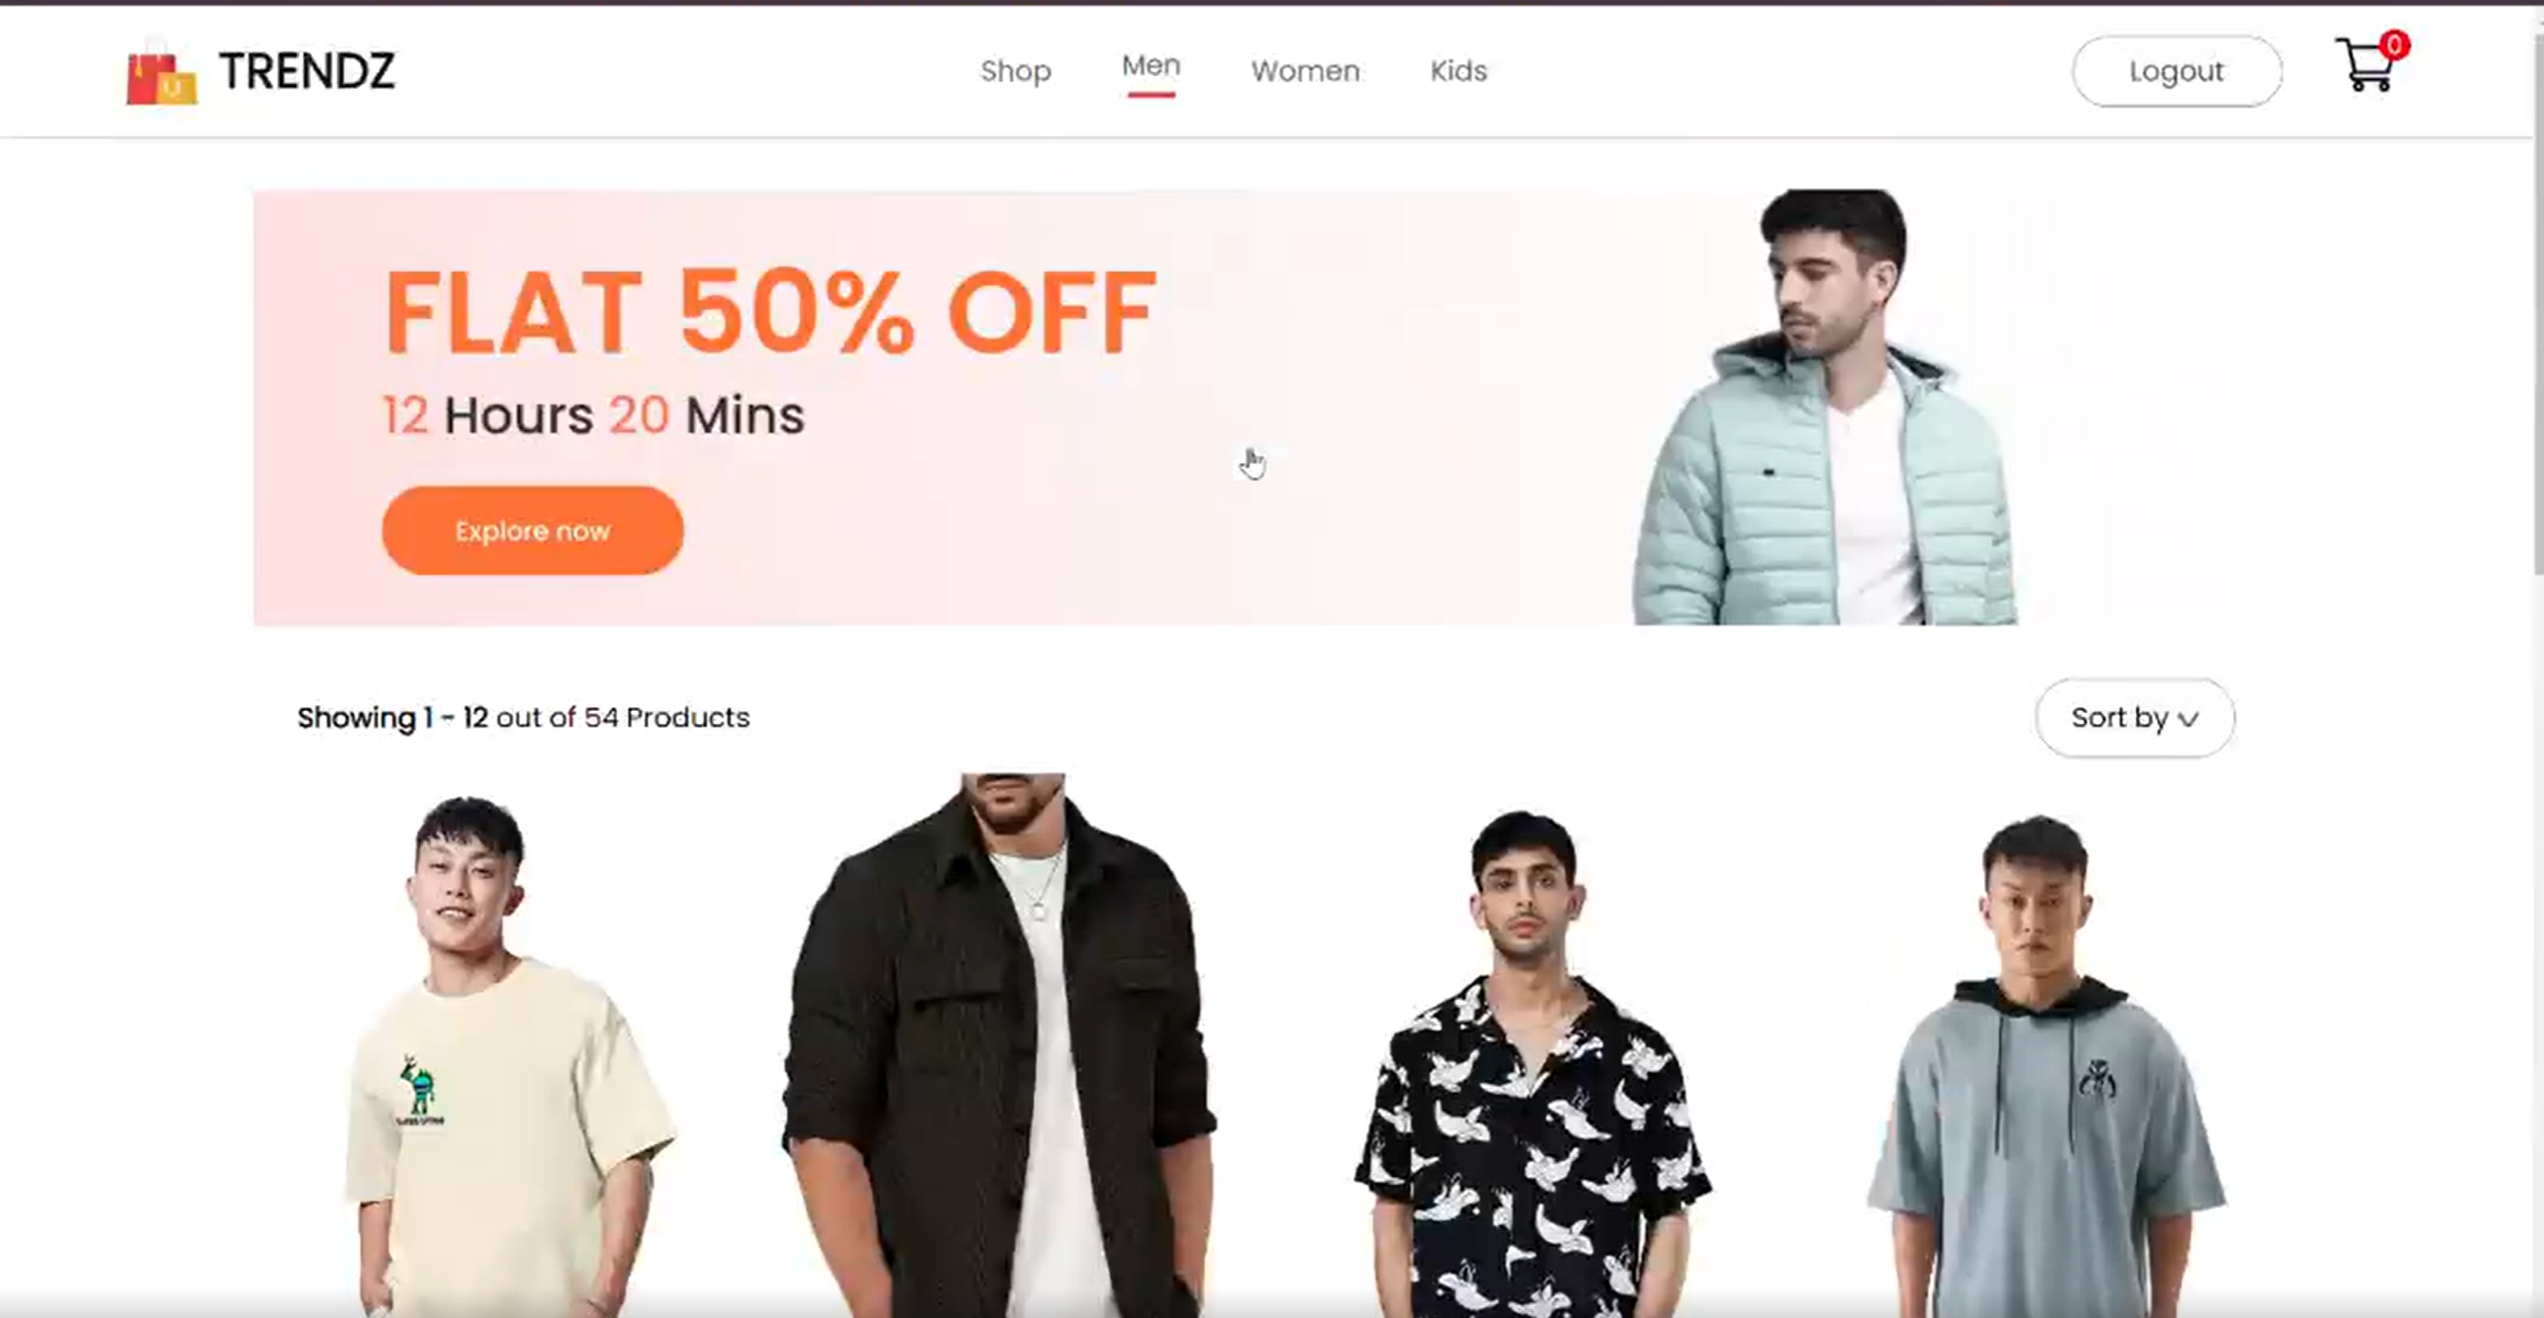 TRENDZ
Shop Men Women Kids
Logout
0
FLAT 50% OFF
12 Hours 20 Mins
Explore now
Showing 1 - 12 out of 54 Products
Sort by